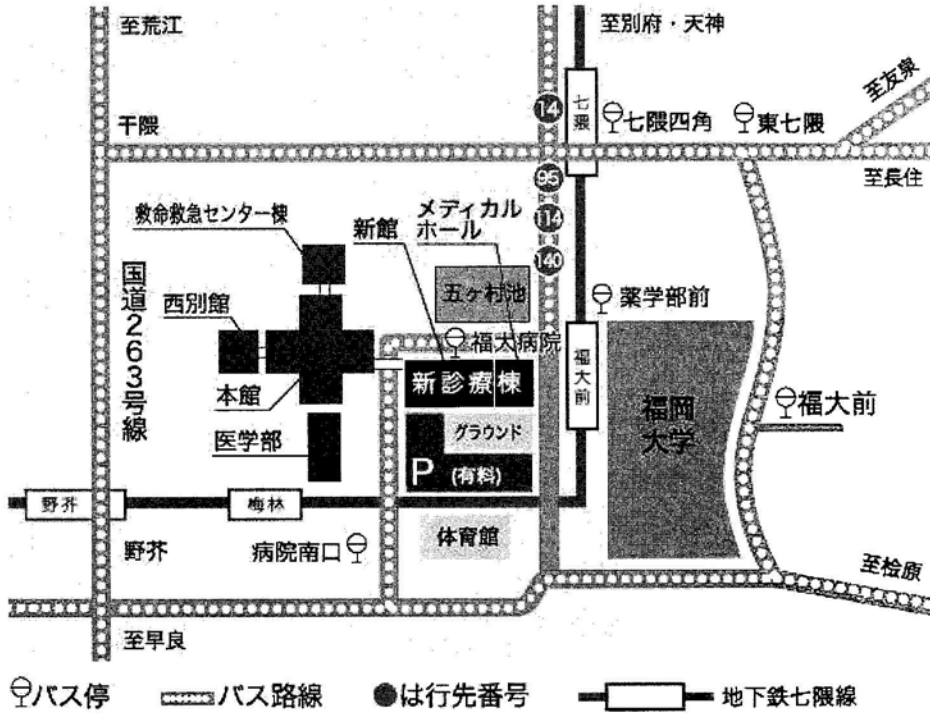 至荒江
至別府・天神
至友泉
14
七隈
七隈四角
東七隈
干隈
至長住
95
救命救急センター棟
新館
メディカル
ホール
114
140
国道263号線
西別館
五ヶ村池
薬学部前
福大病院
福大前
本館
新診療棟
福岡
大学
福大前
医学部
グラウンド
P (有料)
野芥
梅林
野芥
病院南口
体育館
至桧原
至早良
バス停
バス路線
は行先番号
地下鉄七隈線